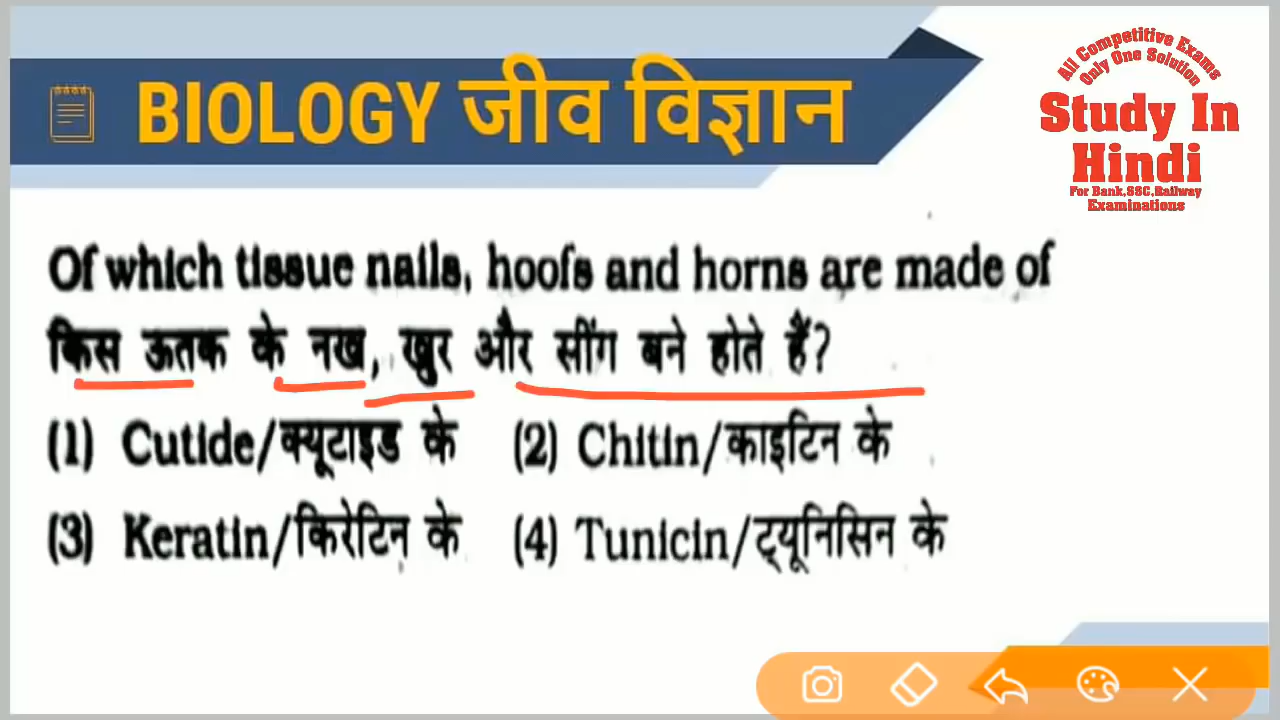 BIOLOGY जीव विज्ञान
All Competitive Exams
Only One Solution
Study In
Hindi
For Bank,SSC,Railway
Examinations
Of which tissue nails, hoofs and horns are made of
किस ऊतक के नख, खुर और सींग बने होते हैं?
(1) Cutide/क्यूटाइड के (2) Chitin/काइटिन के
(3) Keratin/किरेटिन के (4) Tunicin/ट्यूनिसिन के